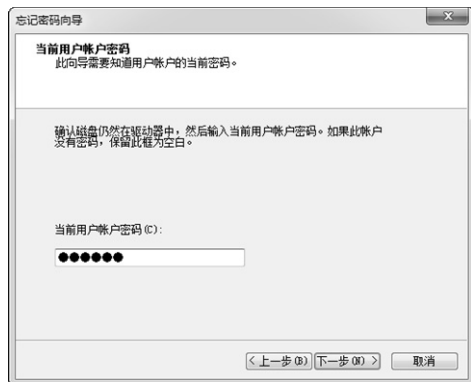 忘记密码向导
当前用户帐户密码
此向导需要知道用户帐户的当前密码。
确认磁盘仍然在驱动器中，然后输入当前用户帐户密码。如果此帐户
没有密码，保留此框为空白。
当前用户帐户密码(C):
●●●●●●
<上一步(B) 下一步(N)> 取消